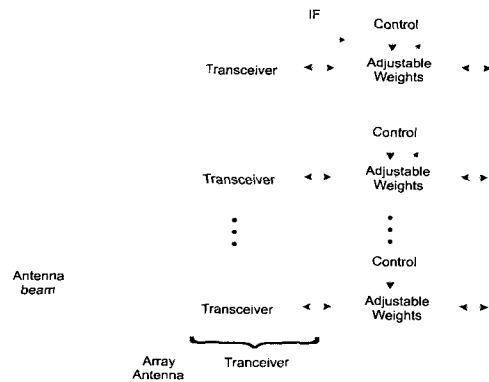 IF
Control
Transceiver
Adjustable
Weights
Control
Transceiver
Adjustable
Weights
Control
Antenna
beam
Transceiver
Adjustable
Weights
Array
Antenna
Tranceiver